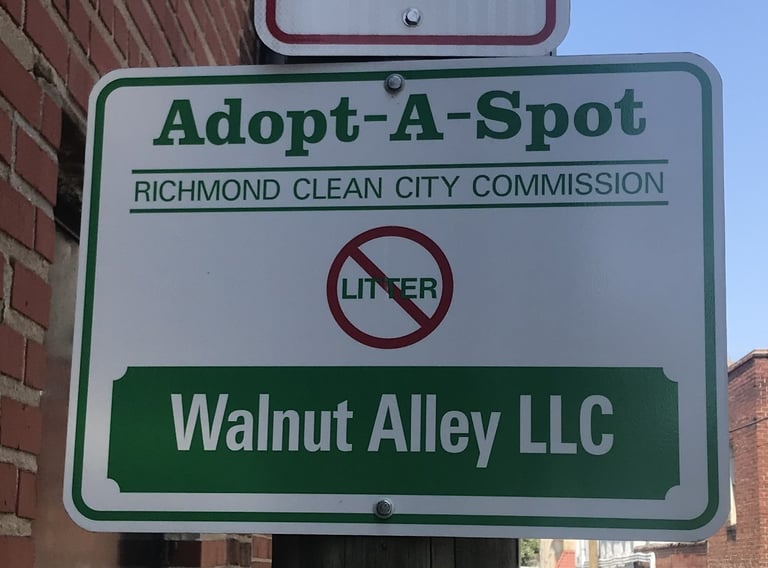 Adopt-A-Spot
RICHMOND CLEAN CITY COMMISSION
LITTER
Walnut Alley LLC